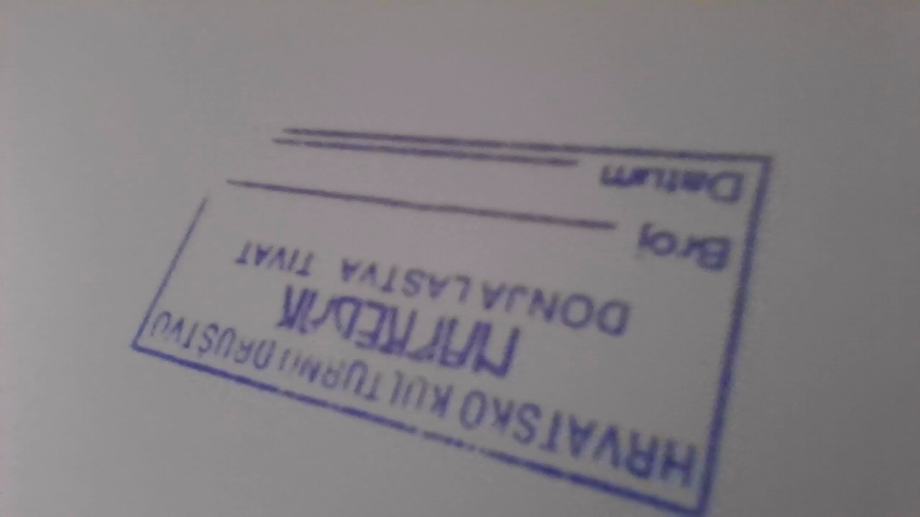 HRVATSKO KULTURNO DRUŠTVO
NAPREDAK
DONJA LASTVA TIVAT
Broj
Datum